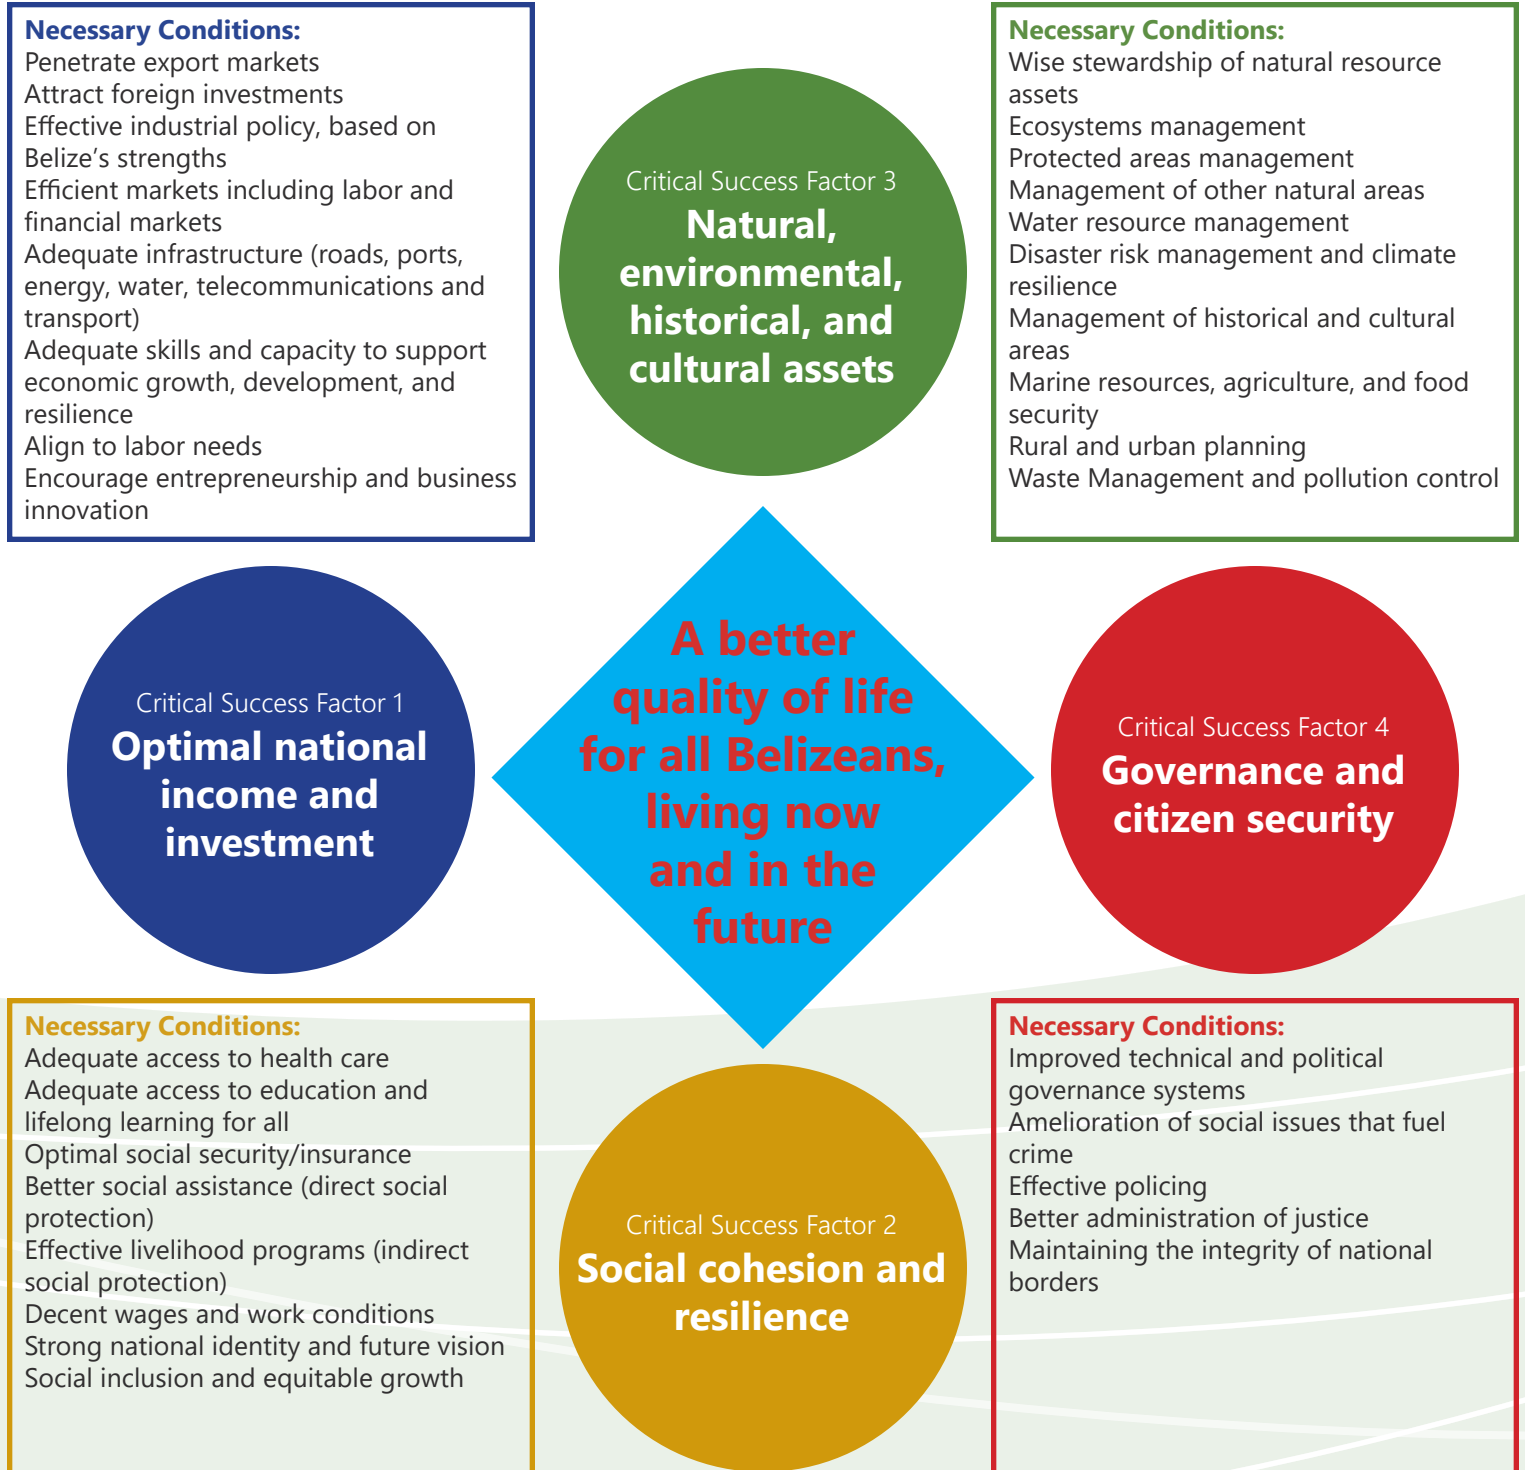 Necessary Conditions:
Penetrate export markets
Attract foreign investments
Effective industrial policy, based on
Belize's strengths
Efficient markets including labor and
financial markets
Adequate infrastructure (roads, ports,
energy, water, telecommunications and
transport)
Adequate skills and capacity to support
economic growth, development, and
resilience
Align to labor needs
Encourage entrepreneurship and business
innovation
Critical Success Factor 3
Natural,
environmental,
historical, and
cultural assets
Necessary Conditions:
Wise stewardship of natural resource
assets
Ecosystems management
Protected areas management
Management of other natural areas
Water resource management
Disaster risk management and climate
resilience
Management of historical and cultural
areas
Marine resources, agriculture, and food
security
Rural and urban planning
Waste Management and pollution control
Critical Success Factor 1
Optimal national
income and
investment
A better
quality of life
for all Belizeans,
living now
and in the
future
Critical Success Factor 4
Governance and
citizen security
Necessary Conditions:
Adequate access to health care
Adequate access to education and
lifelong learning for all
Optimal social security/insurance
Better social assistance (direct social
protection)
Effective livelihood programs (indirect
social protection)
Decent wages and work conditions
Strong national identity and future vision
Social inclusion and equitable growth
Critical Success Factor 2
Social cohesion and
resilience
Necessary Conditions:
Improved technical and political
governance systems
Amelioration of social issues that fuel
crime
Effective policing
Better administration of justice
Maintaining the integrity of national
borders